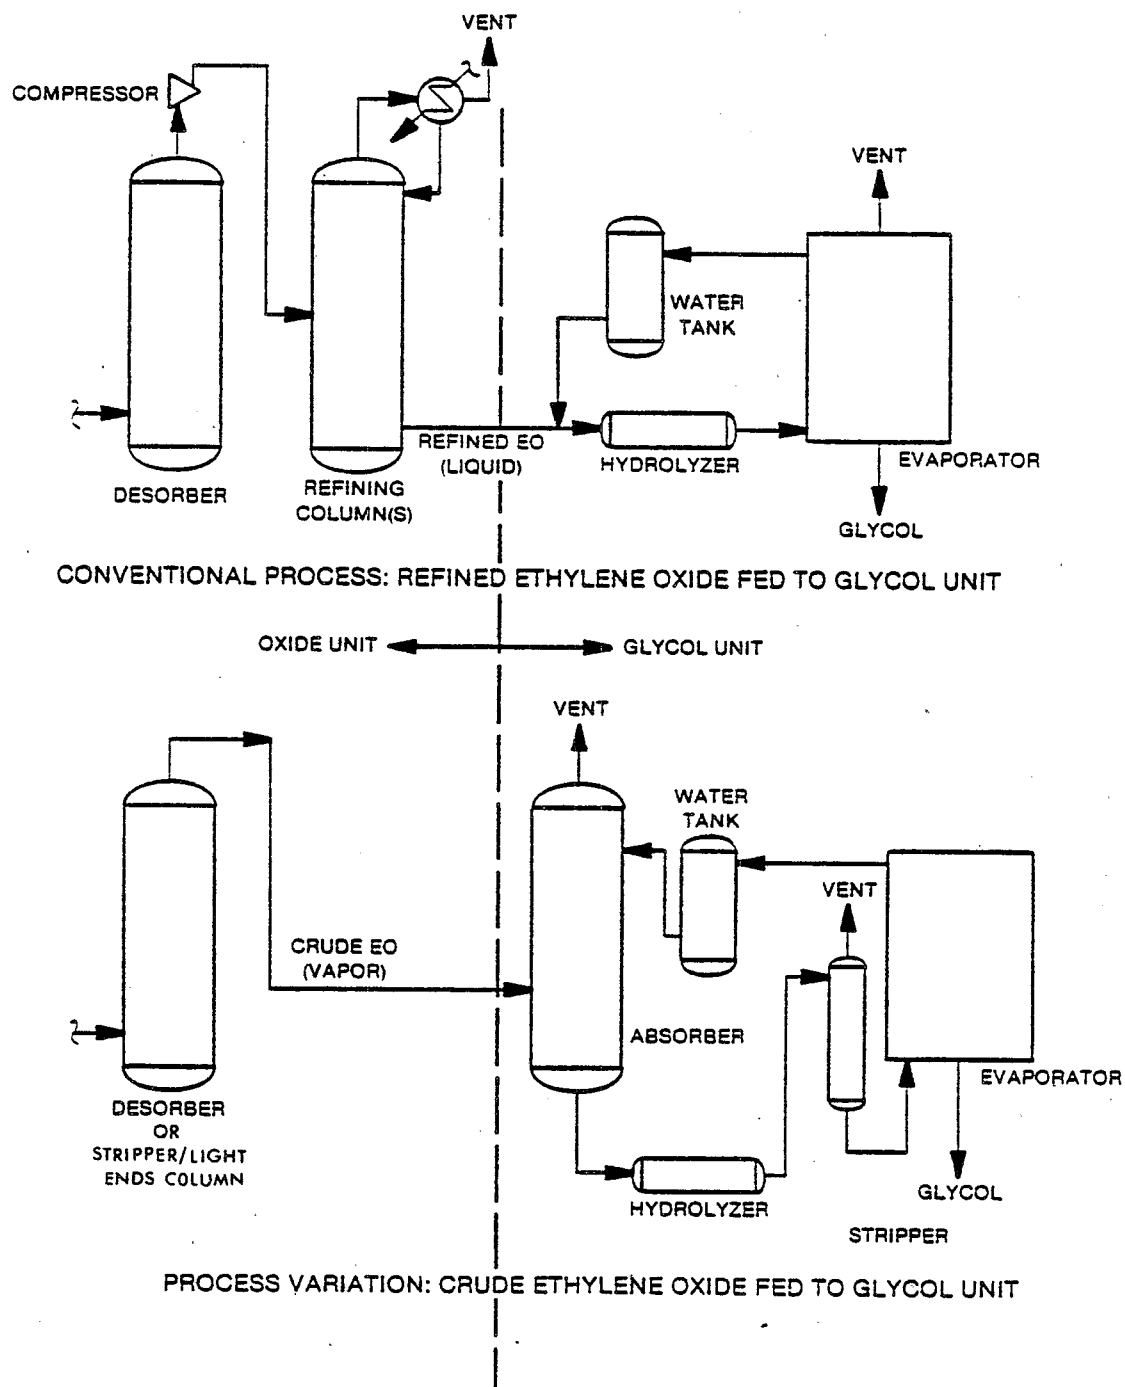 VENT
COMPRESSOR
VENT
WATER
TANK
REFINED EO
(LIQUID)
HYDROLYZER
EVAPORATOR
DESORBER
REFINING
COLUMN(S)
GLYCOL
CONVENTIONAL PROCESS: REFINED ETHYLENE OXIDE FED TO GLYCOL UNIT
OXIDE UNIT
GLYCOL UNIT
VENT
WATER
TANK
VENT
CRUDE EO
(VAPOR)
ABSORBER
EVAPORATOR
DESORBER
OR
STRIPPER/LIGHT
ENDS COLUMN
HYDROLYZER
GLYCOL
STRIPPER
PROCESS VARIATION: CRUDE ETHYLENE OXIDE FED TO GLYCOL UNIT